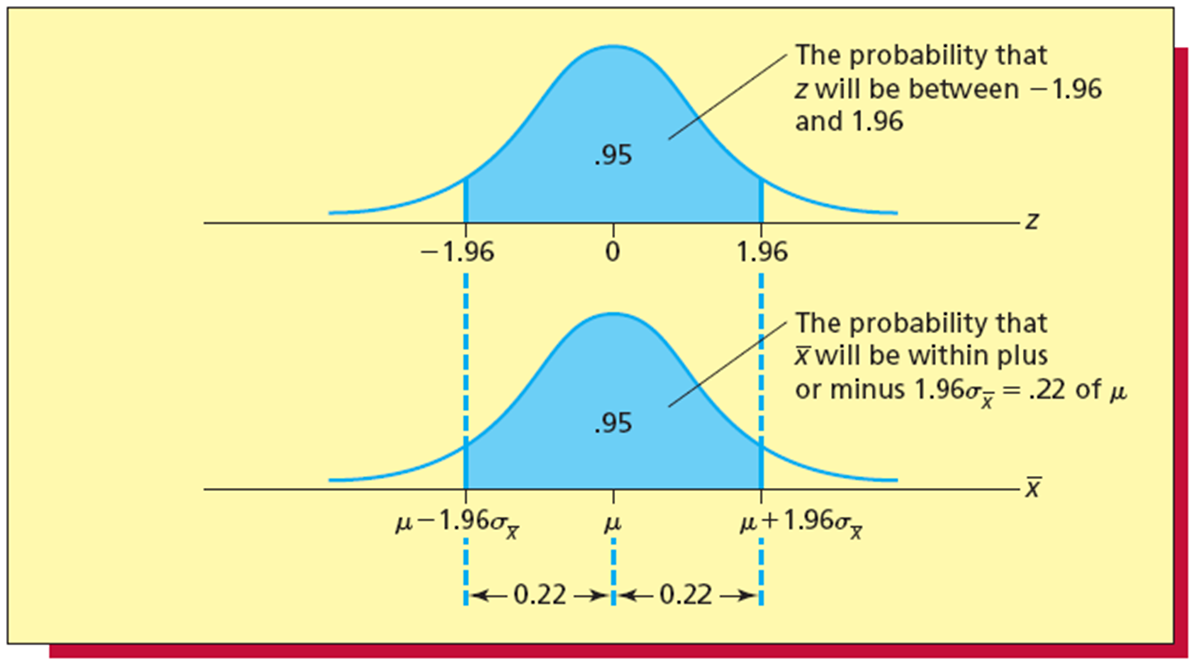 The probability that
z will be between −1.96
and 1.96
.95
z
−1.96
0
1.96
The probability that
x̅ will be within plus
or minus 1.96σx̅ = .22 of μ
.95
x̅
μ−1.96σx̅
μ
μ+1.96σx̅
0.22
0.22